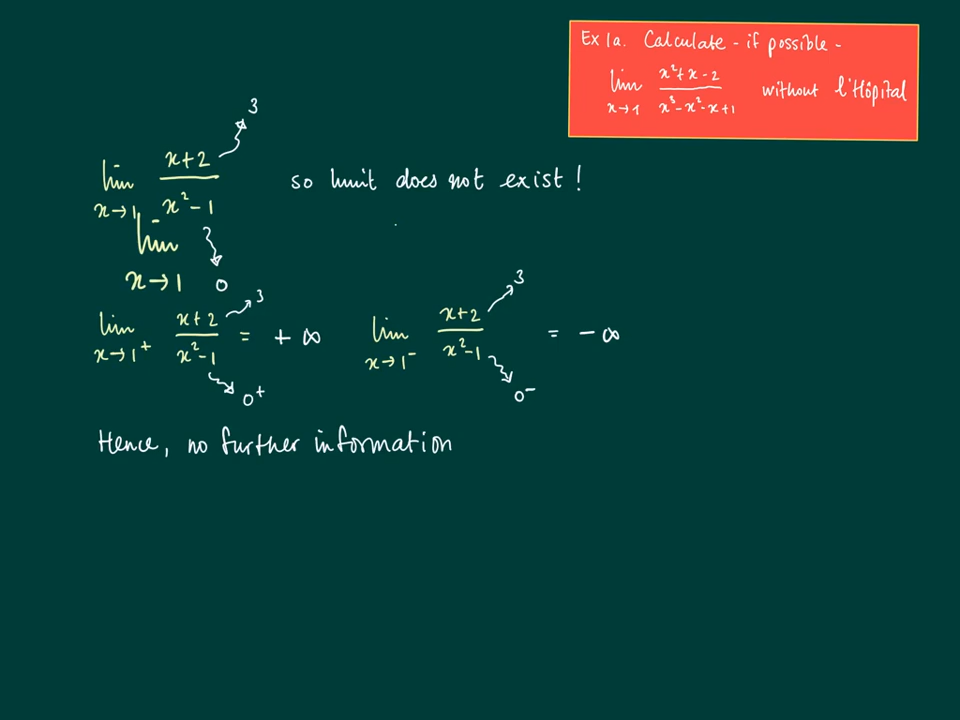 Ex 1a. Calculate - if possible -
lim x→1 (x²+x-2)/(x³-x²-x+1) without l'Hôpital
3
lim x→1 (x+2)/(x²-1) so limit does not exist!
lim x→1 0
3
3
lim x→1⁺ (x+2)/(x²-1) = +∞ lim x→1⁻ (x+2)/(x²-1) = -∞
0⁺ 0⁻
Hence, no further information